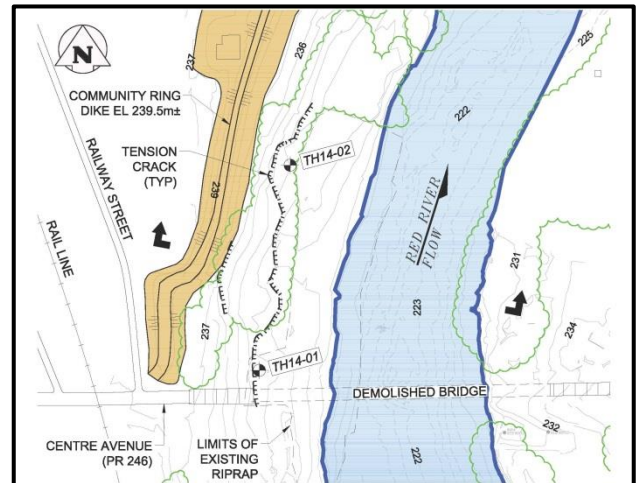 N
237
236
225
COMMUNITY RING
DIKE EL 239.5m±
222
TENSION
CRACK
(TYP)
TH14-02
RAILWAY STREET
239
RED RIVER
FLOW
RAIL LINE
231
237
223
234
TH14-01
DEMOLISHED BRIDGE
CENTRE AVENUE
(PR 246)
LIMITS OF
EXISTING
RIPRAP
232
222